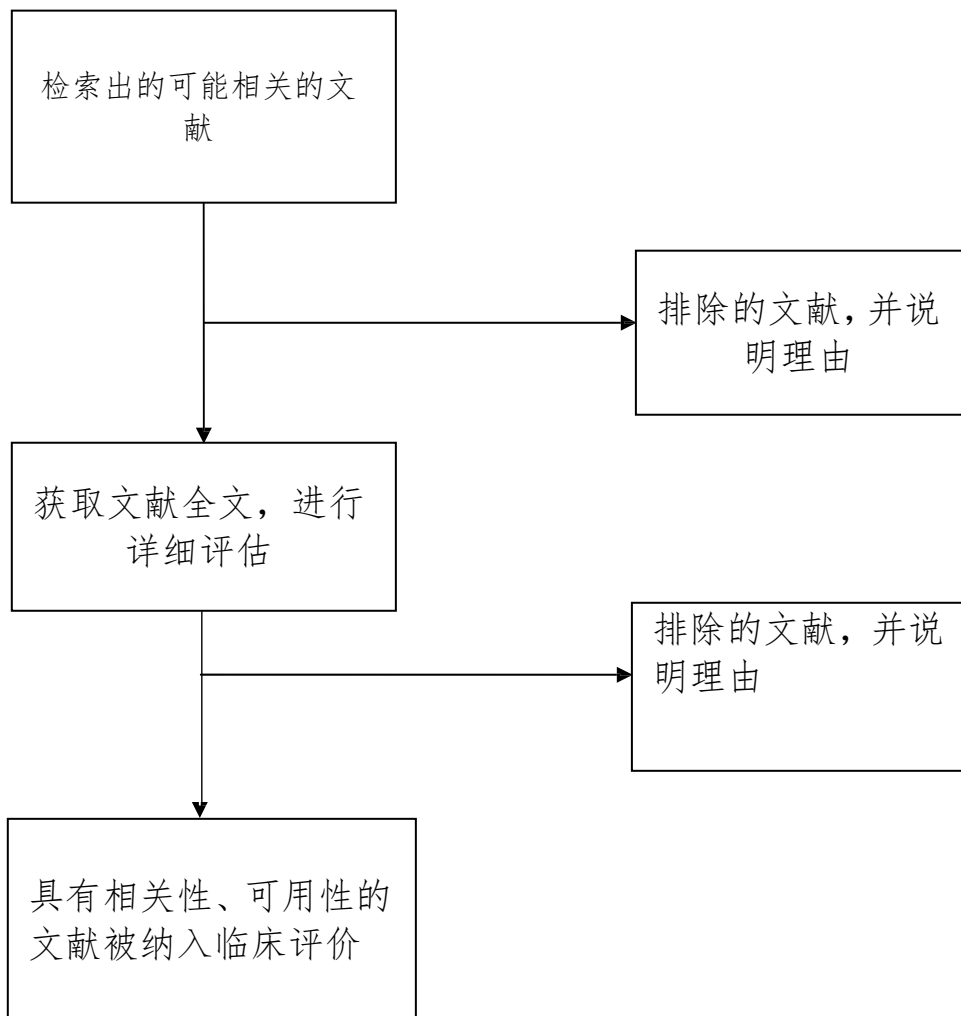 检索出的可能相关的文
献
排除的文献，并说
明理由
获取文献全文，进行
详细评估
排除的文献，并说
明理由
具有相关性、可用性的
文献被纳入临床评价